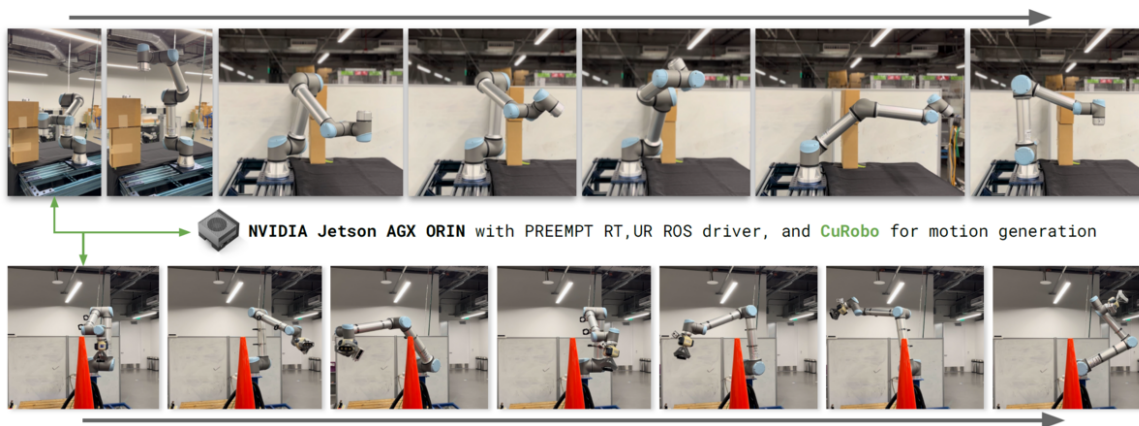 NVIDIA Jetson AGX ORIN with PREEMPT RT,UR ROS driver, and CuRobo for motion generation